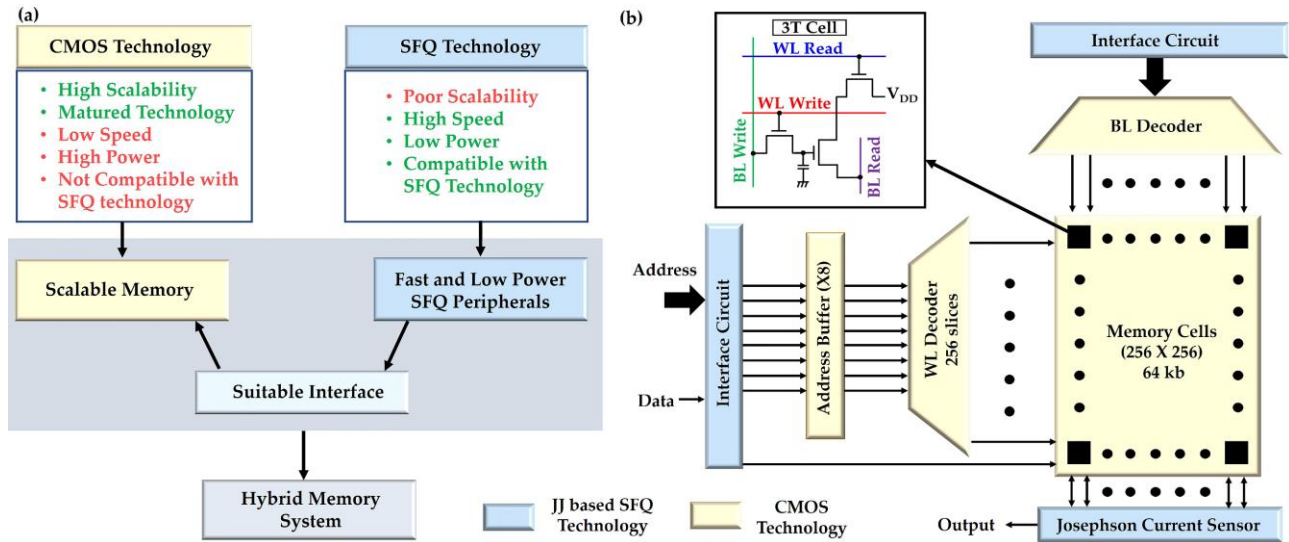 (a)
CMOS Technology
• High Scalability
• Matured Technology
• Low Speed
• High Power
• Not Compatible with
SFQ technology
SFQ Technology
• Poor Scalability
• High Speed
• Low Power
• Compatible with
SFQ Technology
Scalable Memory
Fast and Low Power
SFQ Peripherals
Suitable Interface
Hybrid Memory
System
(b)
3T Cell
WL Read
WL Write
VDD
BL Write
BL Read
Interface Circuit
BL Decoder
Address
Data
Interface Circuit
Address Buffer (X8)
WL Decoder
256 slices
Memory Cells
(256 X 256)
64 kb
Output
Josephson Current Sensor
JJ based SFQ
Technology
CMOS
Technology